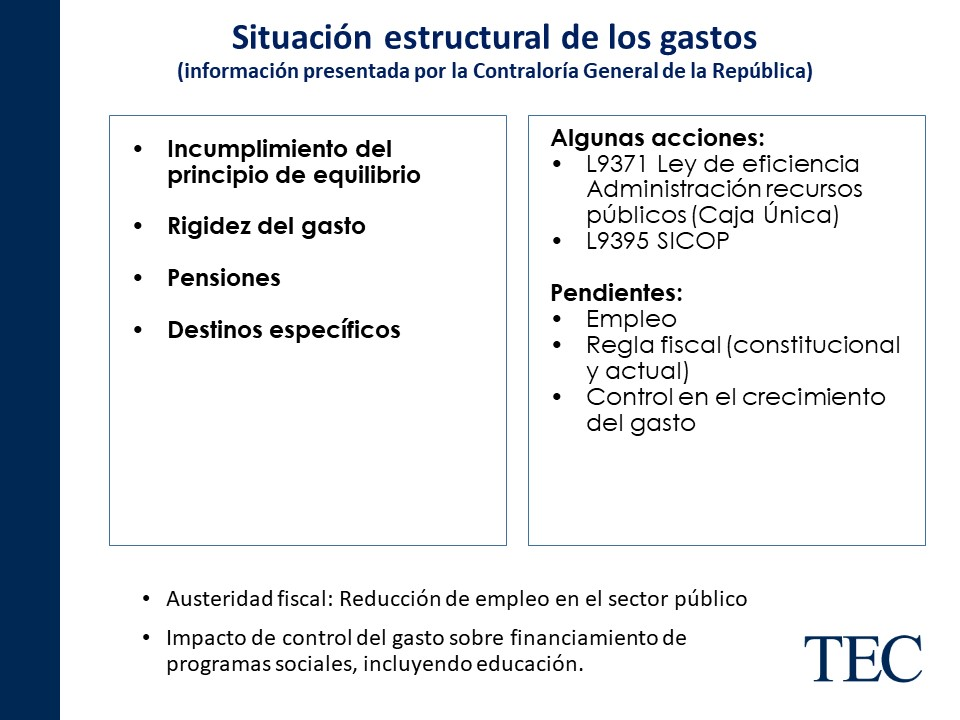 Situación estructural de los gastos
(información presentada por la Contraloría General de la República)
• Incumplimiento del
principio de equilibrio
• Rigidez del gasto
• Pensiones
• Destinos específicos
Algunas acciones:
• L9371 Ley de eficiencia
Administración recursos
públicos (Caja Única)
• L9395 SICOP
Pendientes:
• Empleo
• Regla fiscal (constitucional
y actual)
• Control en el crecimiento
del gasto
• Austeridad fiscal: Reducción de empleo en el sector público
• Impacto de control del gasto sobre financiamiento de
programas sociales, incluyendo educación.
TEC